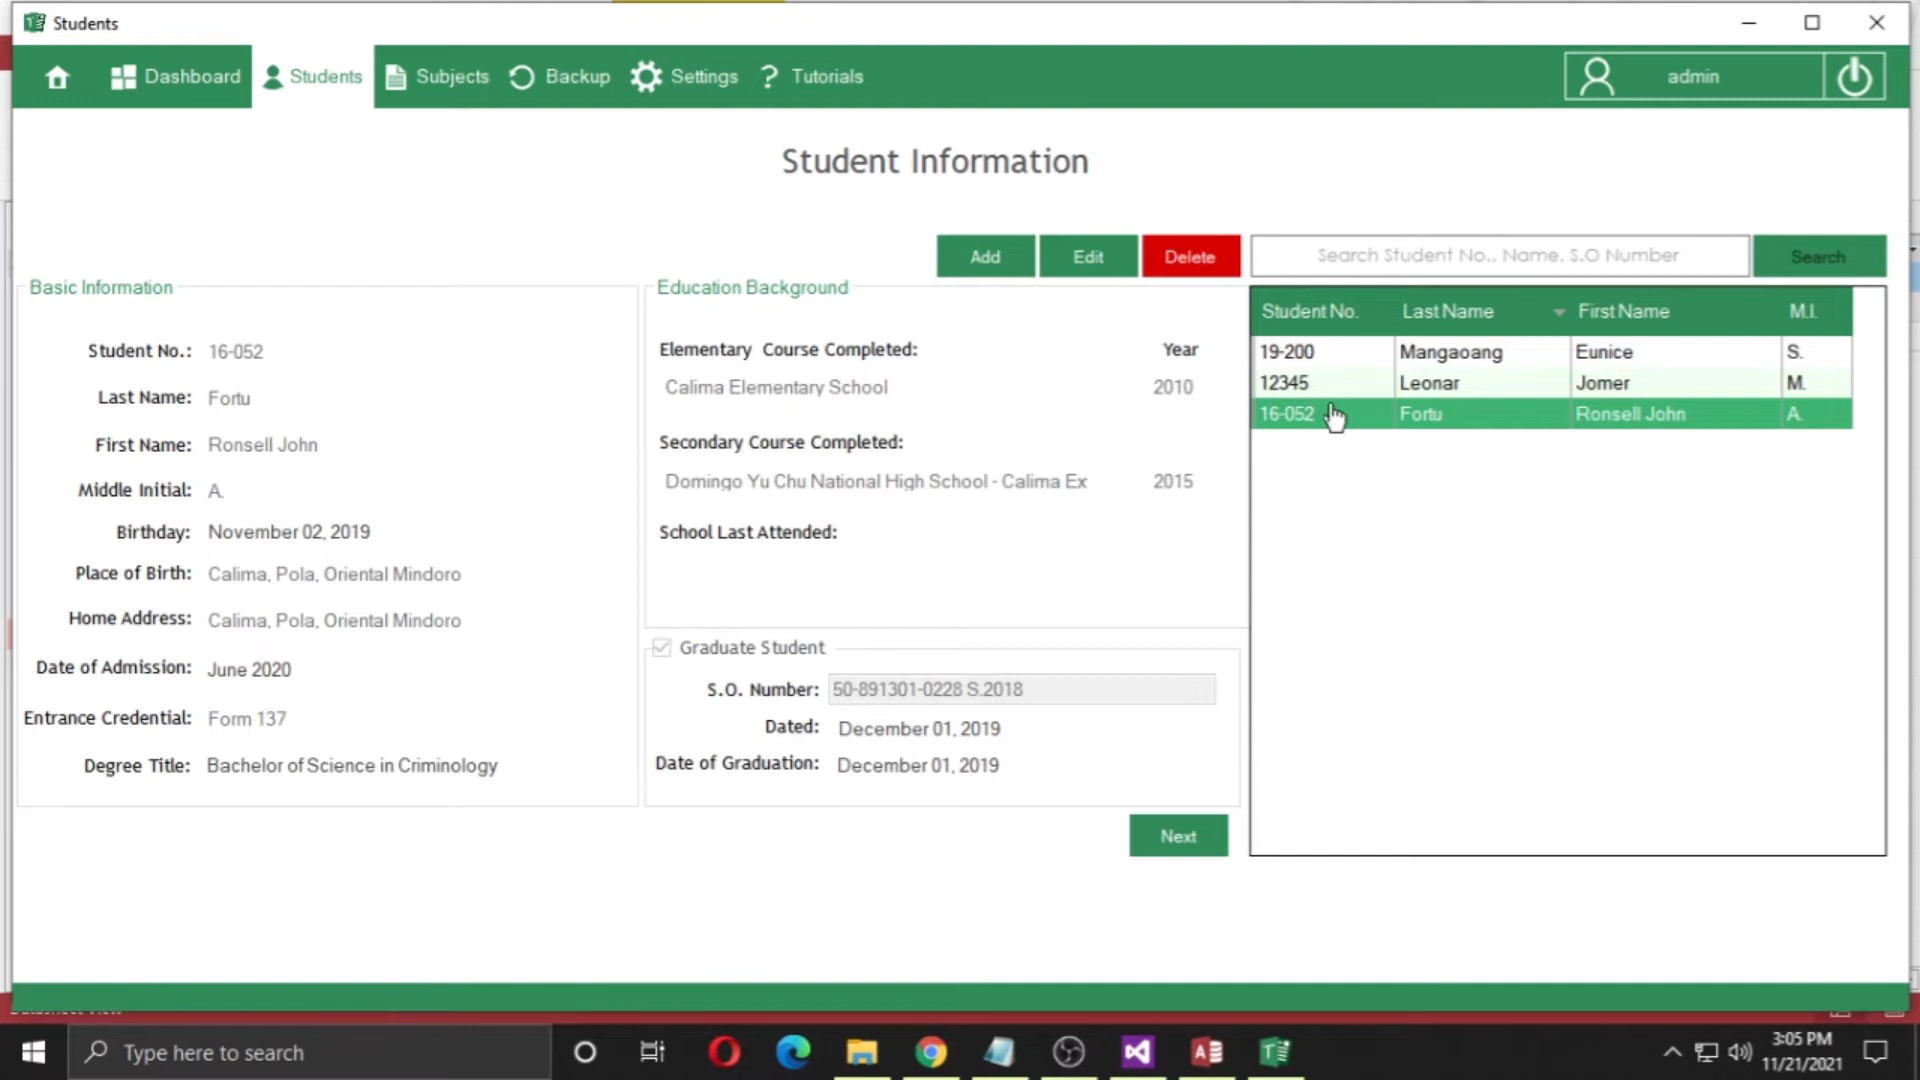 Students
Dashboard Students Subjects Backup Settings ? Tutorials admin
Student Information
Add Edit Delete Search Student No., Name. S.O Number Search
Basic Information
Student No.: 16-052
Last Name: Fortu
First Name: Ronsell John
Middle Initial: A.
Birthday: November 02, 2019
Place of Birth: Calima, Pola, Oriental Mindoro
Home Address: Calima, Pola, Oriental Mindoro
Date of Admission: June 2020
Entrance Credential: Form 137
Degree Title: Bachelor of Science in Criminology
Education Background
Elementary Course Completed: Year
Calima Elementary School 2010
Secondary Course Completed:
Domingo Yu Chu National High School - Calima Ex 2015
School Last Attended:
Graduate Student
S.O. Number: 50-891301-0228 S.2018
Dated: December 01, 2019
Date of Graduation: December 01, 2019
Next
Student No. Last Name First Name M.I.
19-200 Mangaoang Eunice S.
12345 Leonar Jomer M.
16-052 Fortu Ronsell John A.
Type here to search
3:05 PM
11/21/2021